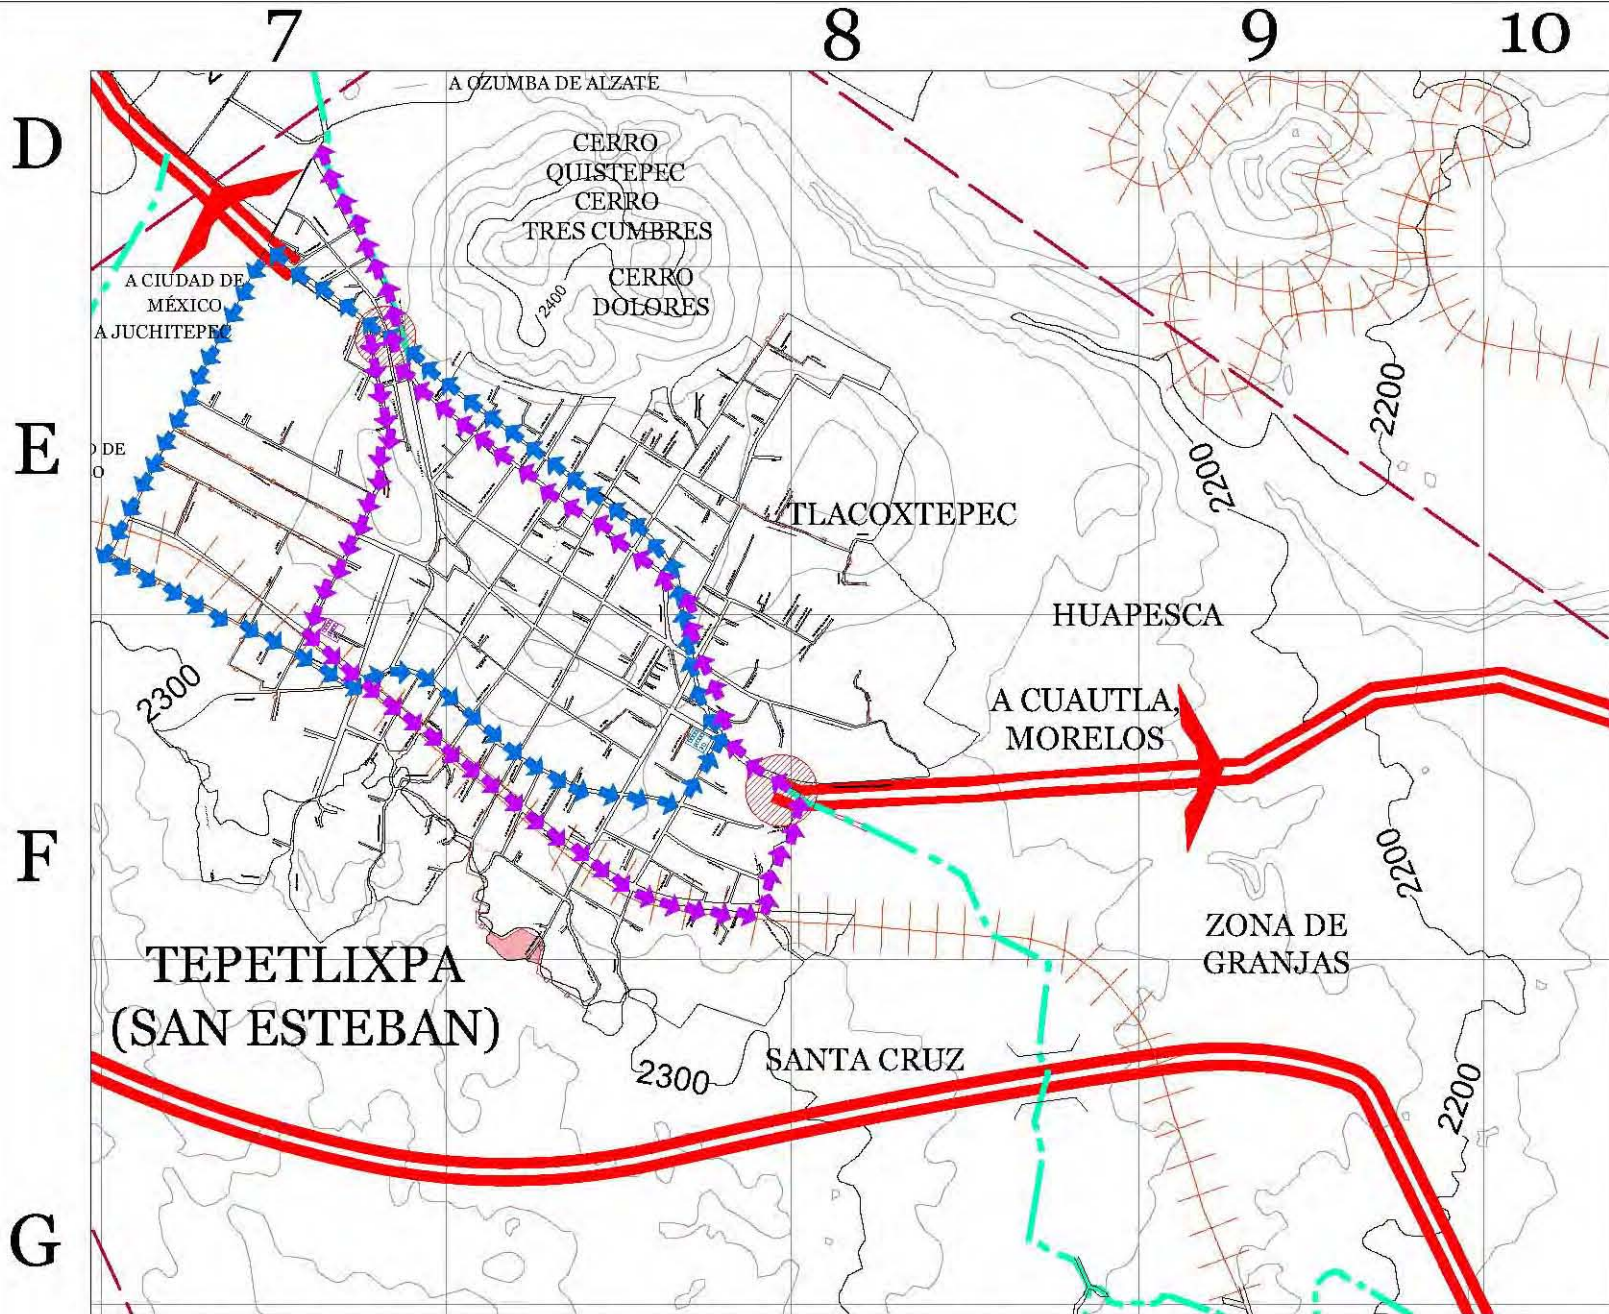 7
8
9
10
D
E
F
G
A OZUMBA DE ALZATE
CERRO
QUISTEPEC
CERRO
TRES CUMBRES
CERRO
DOLORES
2400
A CIUDAD DE
MÉXICO
A JUCHITEPEC
DE
O
TLACOXTEPEC
2200
2200
HUAPESCA
2300
A CUAUTLA,
MORELOS
2200
ZONA DE
GRANJAS
TEPETLIXPA
(SAN ESTEBAN)
2300
SANTA CRUZ
2200